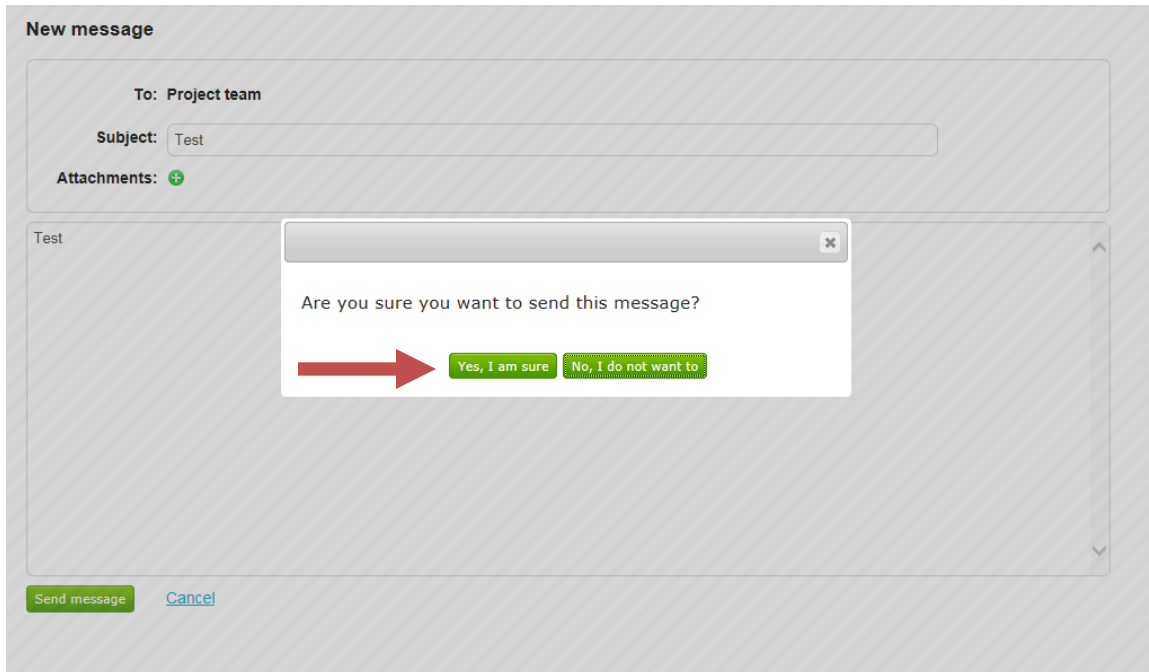 New message
To: Project team
Subject: Test
Attachments:
Test
Are you sure you want to send this message?
Yes, I am sure No, I do not want to
Send message Cancel